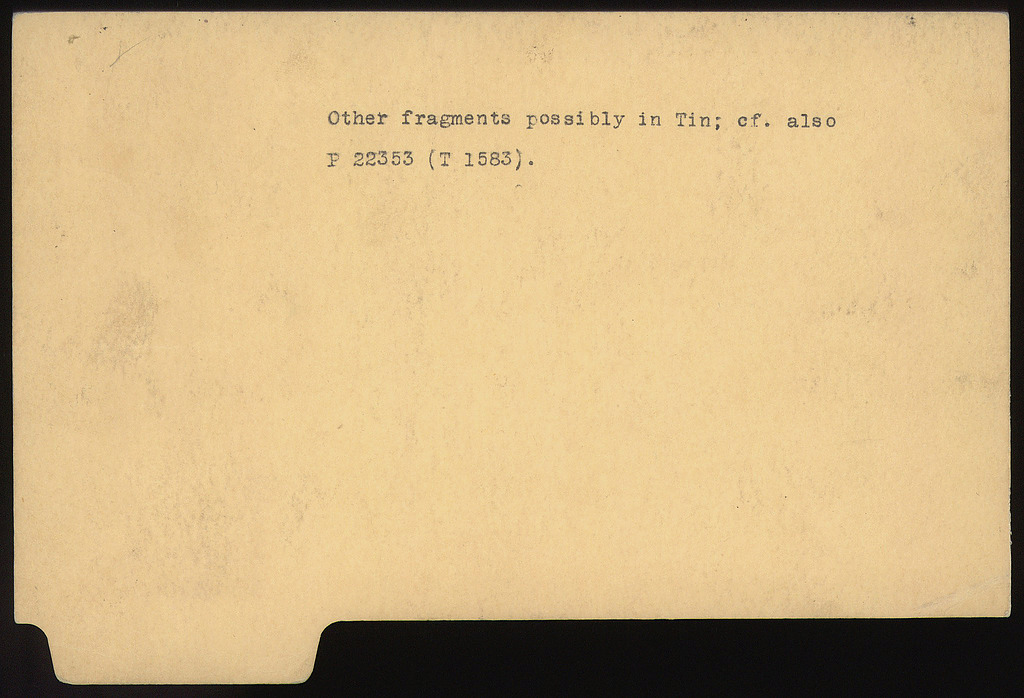 Other fragments possibly in Tin; cf. also
P 22353 (T 1583).